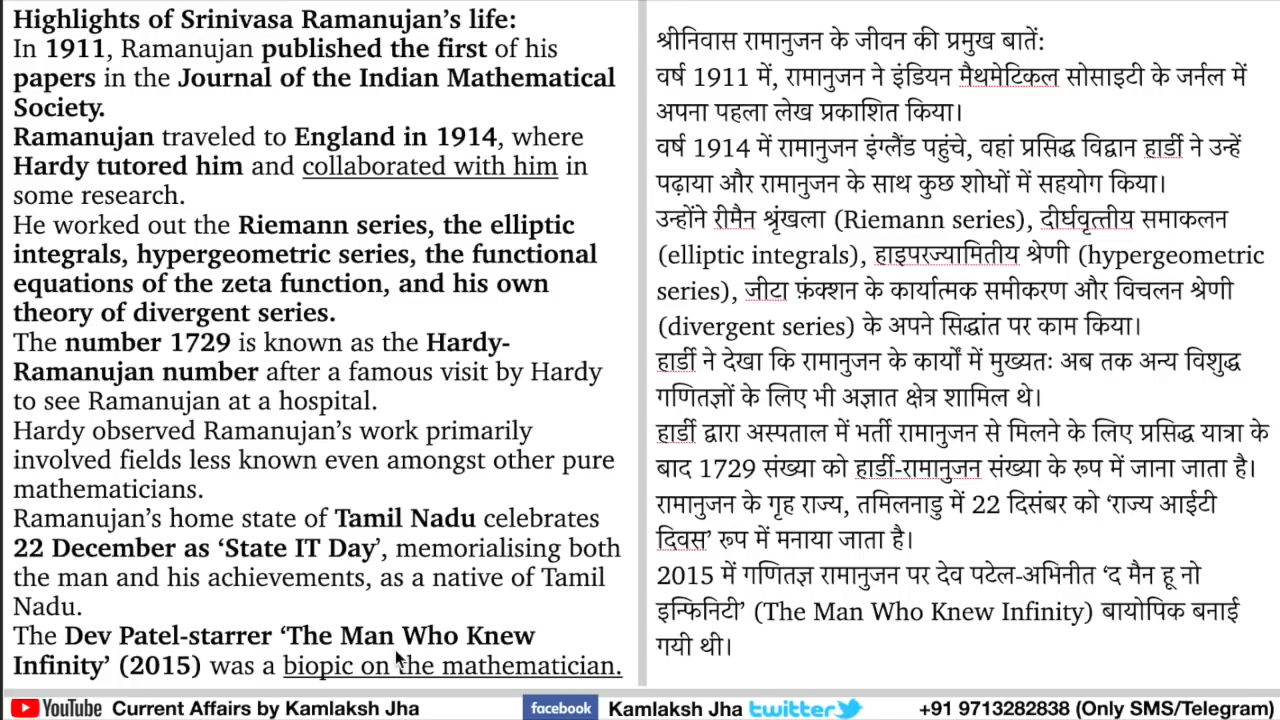 Highlights of Srinivasa Ramanujan’s life:
In 1911, Ramanujan published the first of his
papers in the Journal of the Indian Mathematical
Society.
Ramanujan traveled to England in 1914, where
Hardy tutored him and collaborated with him in
some research.
He worked out the Riemann series, the elliptic
integrals, hypergeometric series, the functional
equations of the zeta function, and his own
theory of divergent series.
The number 1729 is known as the Hardy-
Ramanujan number after a famous visit by Hardy
to see Ramanujan at a hospital.
Hardy observed Ramanujan’s work primarily
involved fields less known even amongst other pure
mathematicians.
Ramanujan’s home state of Tamil Nadu celebrates
22 December as ‘State IT Day’, memorialising both
the man and his achievements, as a native of Tamil
Nadu.
The Dev Patel-starrer ‘The Man Who Knew
Infinity’ (2015) was a biopic on the mathematician.
श्रीनिवास रामानुजन के जीवन की प्रमुख बातें:
वर्ष 1911 में, रामानुजन ने इंडियन मैथमेटिकल सोसाइटी के जर्नल में
अपना पहला लेख प्रकाशित किया।
वर्ष 1914 में रामानुजन इंग्लैंड पहुंचे, वहां प्रसिद्ध विद्वान हार्डी ने उन्हें
पढ़ाया और रामानुजन के साथ कुछ शोधों में सहयोग किया।
उन्होंने रीमैन श्रृंखला (Riemann series), दीर्घवृत्तीय समाकलन
(elliptic integrals), हाइपरज्यामितीय श्रेणी (hypergeometric
series), जीटा फ़ंक्शन के कार्यात्मक समीकरण और विचलन श्रेणी
(divergent series) के अपने सिद्धांत पर काम किया।
हार्डी ने देखा कि रामानुजन के कार्यों में मुख्यतः अब तक अन्य विशुद्ध
गणितज्ञों के लिए भी अज्ञात क्षेत्र शामिल थे।
हार्डी द्वारा अस्पताल में भर्ती रामानुजन से मिलने के लिए प्रसिद्ध यात्रा के
बाद 1729 संख्या को हार्डी-रामानुजन संख्या के रूप में जाना जाता है।
रामानुजन के गृह राज्य, तमिलनाडु में 22 दिसंबर को ‘राज्य आईटी
दिवस’ रूप में मनाया जाता है।
2015 में गणितज्ञ रामानुजन पर देव पटेल-अभिनीत ‘द मैन हू नो
इन्फिनिटी’ (The Man Who Knew Infinity) बायोपिक बनाई
गयी थी।
YouTube Current Affairs by Kamlaksh Jha facebook Kamlaksh Jha twitter +91 9713282838 (Only SMS/Telegram)